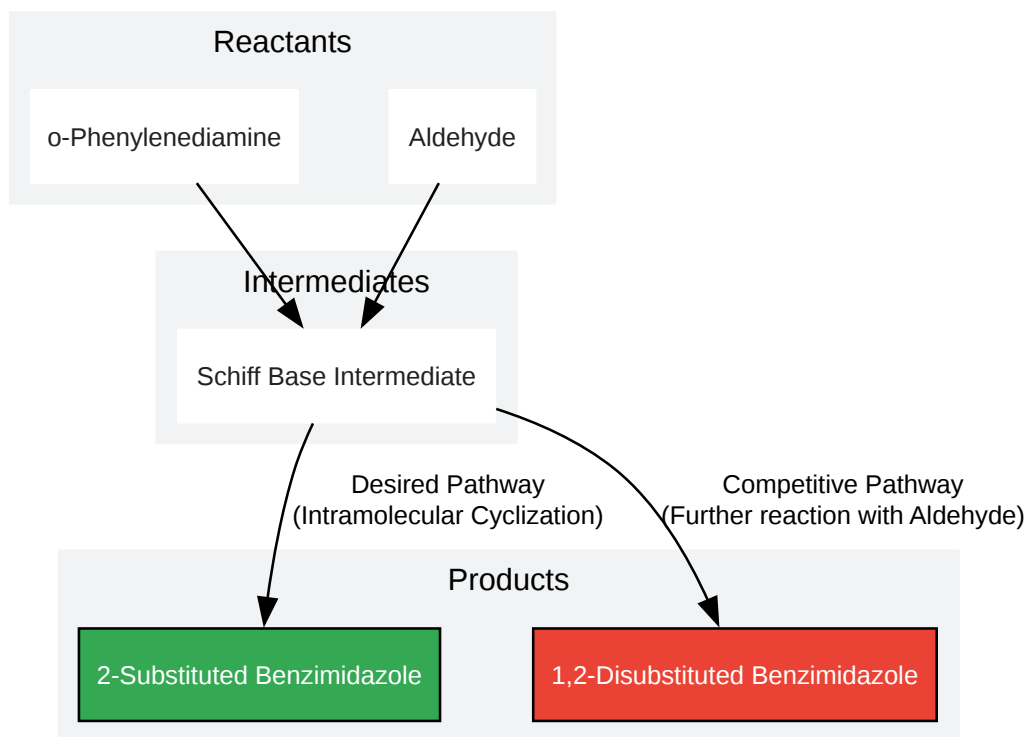 Reactants
o-Phenylenediamine
Aldehyde
Intermediates
Schiff Base Intermediate
Desired Pathway
(Intramolecular Cyclization)
Competitive Pathway
(Further reaction with Aldehyde)
Products
2-Substituted Benzimidazole
1,2-Disubstituted Benzimidazole